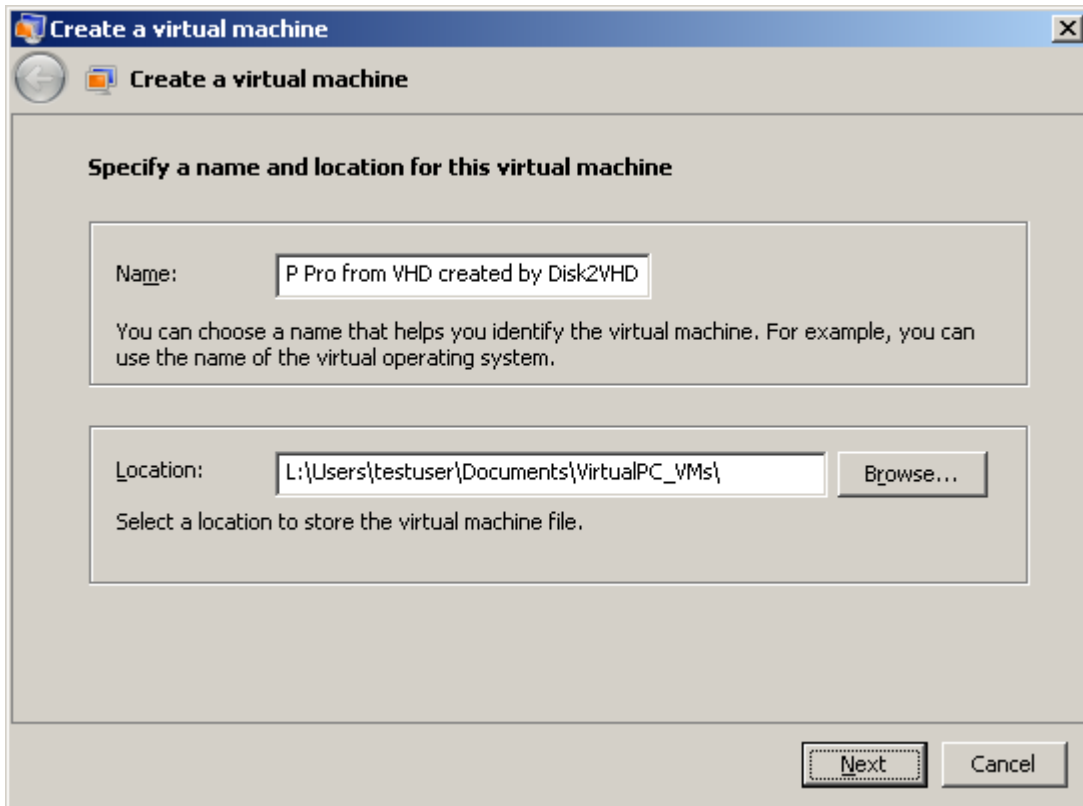 Create a virtual machine
Create a virtual machine
Specify a name and location for this virtual machine
Name: P Pro from VHD created by Disk2VHD
You can choose a name that helps you identify the virtual machine. For example, you can
use the name of the virtual operating system.
Location: L:\Users\testuser\Documents\VirtualPC_VMs\ Browse...
Select a location to store the virtual machine file.
Next Cancel